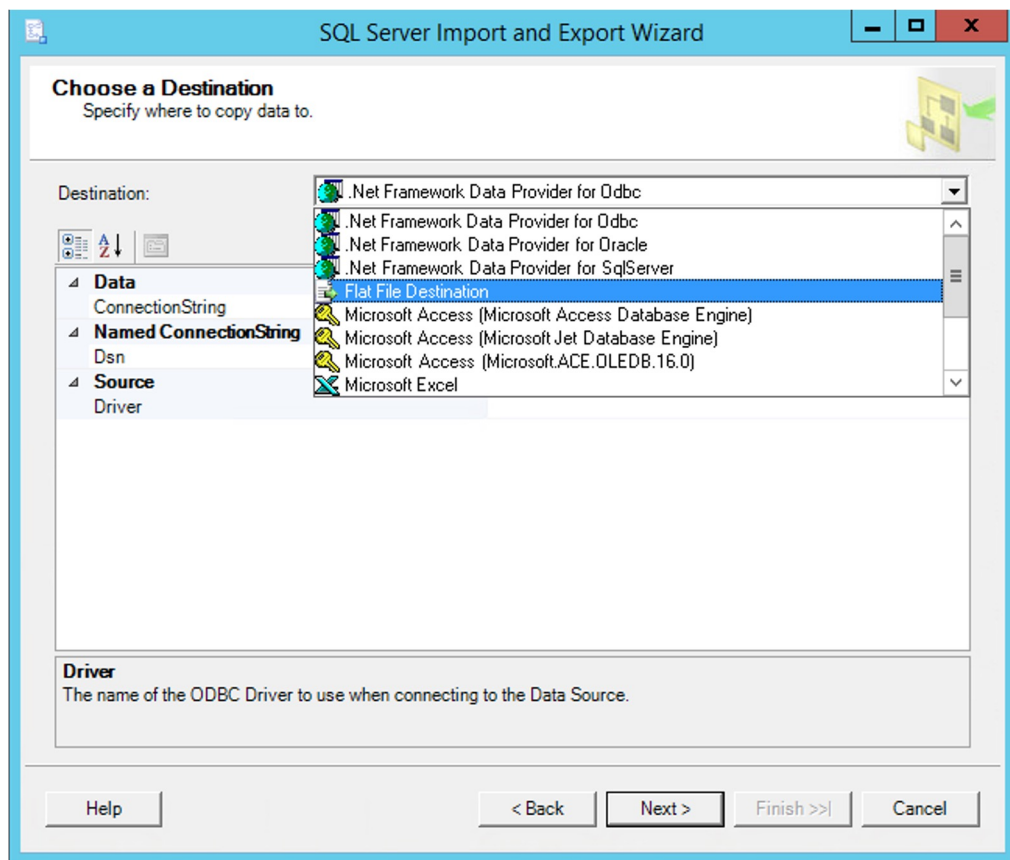 SQL Server Import and Export Wizard
Choose a Destination
Specify where to copy data to.
Destination:
.Net Framework Data Provider for Odbc
.Net Framework Data Provider for Odbc
.Net Framework Data Provider for Oracle
.Net Framework Data Provider for SqlServer
Flat File Destination
Microsoft Access (Microsoft Access Database Engine)
Microsoft Access (Microsoft Jet Database Engine)
Microsoft Access (Microsoft.ACE.OLEDB.16.0)
Microsoft Excel
Data
ConnectionString
Named ConnectionString
Dsn
Source
Driver
Driver
The name of the ODBC Driver to use when connecting to the Data Source.
Help
< Back
Next >
Finish >>|
Cancel